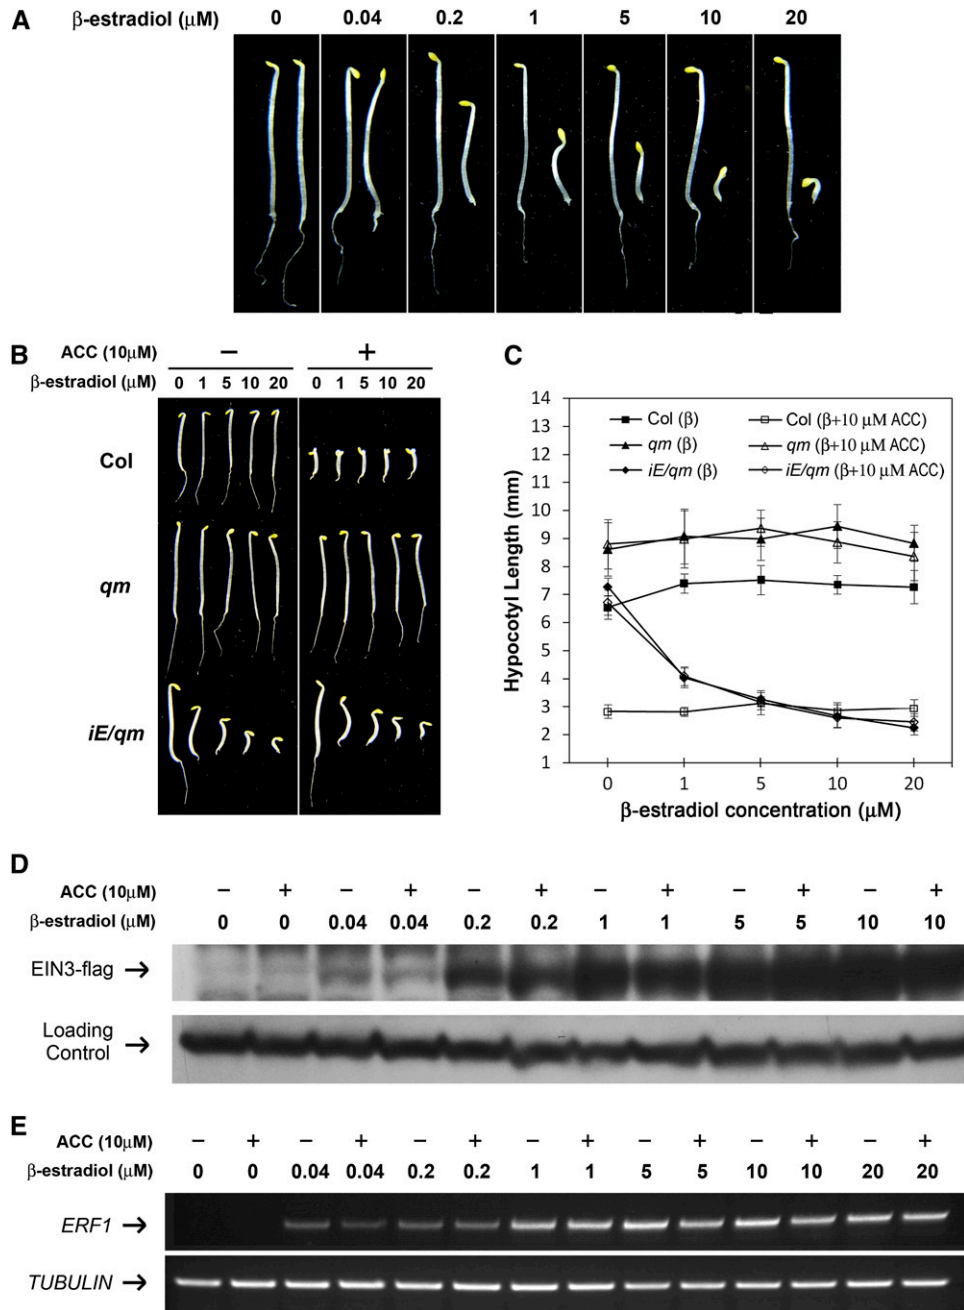 A
β-estradiol (μM) 0 0.04 0.2 1 5 10 20
B
ACC (10μM) − +
β-estradiol (μM) 0 1 5 10 20 0 1 5 10 20
Col
qm
iE/qm
C
14
13
12
11
10
9
8
7
6
5
4
3
2
1
Hypocotyl Length (mm)
Col (β) Col (β+10 μM ACC)
qm (β) qm (β+10 μM ACC)
iE/qm (β) iE/qm (β+10 μM ACC)
0 1 5 10 20
β-estradiol concentration (μM)
D
ACC (10μM) − + − + − + − + − + − +
β-estradiol (μM) 0 0 0.04 0.04 0.2 0.2 1 1 5 5 10 10
EIN3-flag →
Loading
Control →
E
ACC (10μM) − + − + − + − + − + − + − +
β-estradiol (μM) 0 0 0.04 0.04 0.2 0.2 1 1 5 5 10 10 20 20
ERF1 →
TUBULIN →